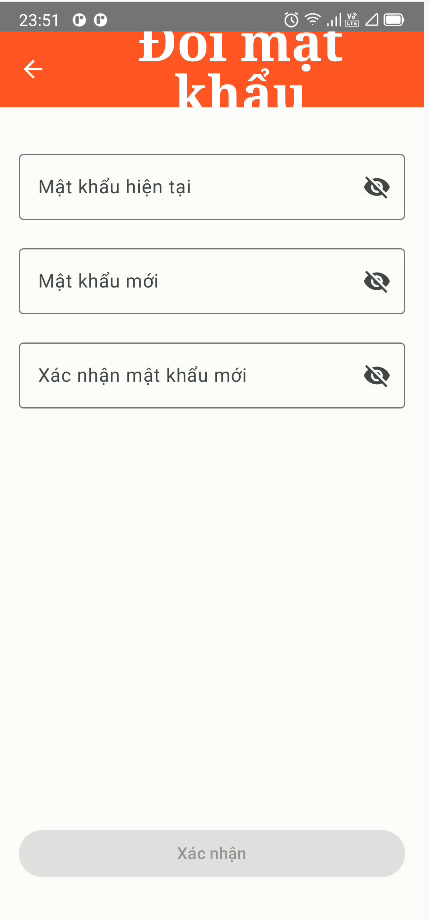 23:51
Đổi mật
khẩu
Mật khẩu hiện tại
Mật khẩu mới
Xác nhận mật khẩu mới
Xác nhận